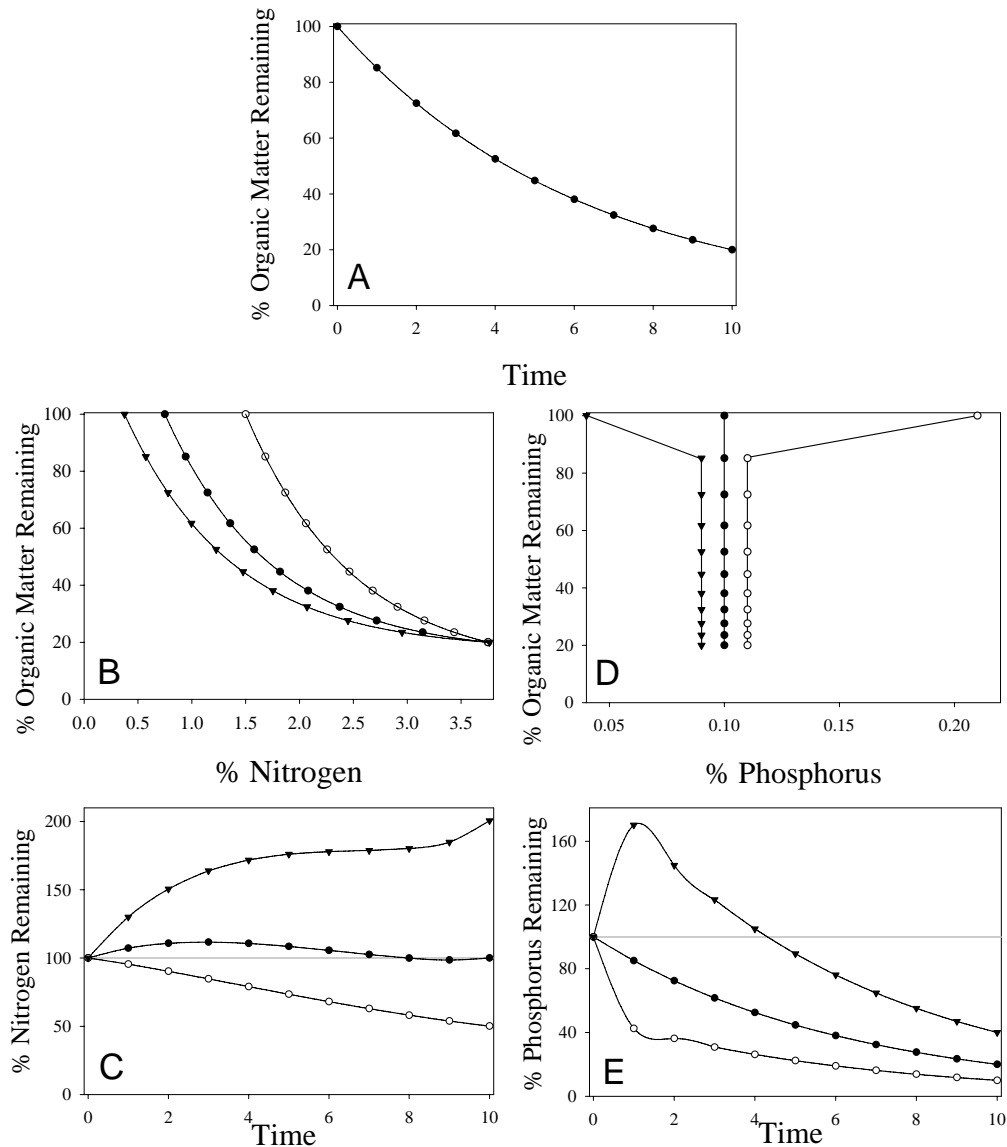 % Organic Matter Remaining
100
80
60
40
20
0
A
0 2 4 6 8 10
Time
% Organic Matter Remaining
100
80
60
40
20
0
B
0.0 0.5 1.0 1.5 2.0 2.5 3.0 3.5
% Nitrogen
% Organic Matter Remaining
100
80
60
40
20
0
D
0.05 0.10 0.15 0.20
% Phosphorus
% Nitrogen Remaining
200
150
100
50
0
C
0 2 4 6 8 10
Time
% Phosphorus Remaining
160
120
80
40
0
E
0 2 4 6 8 10
Time